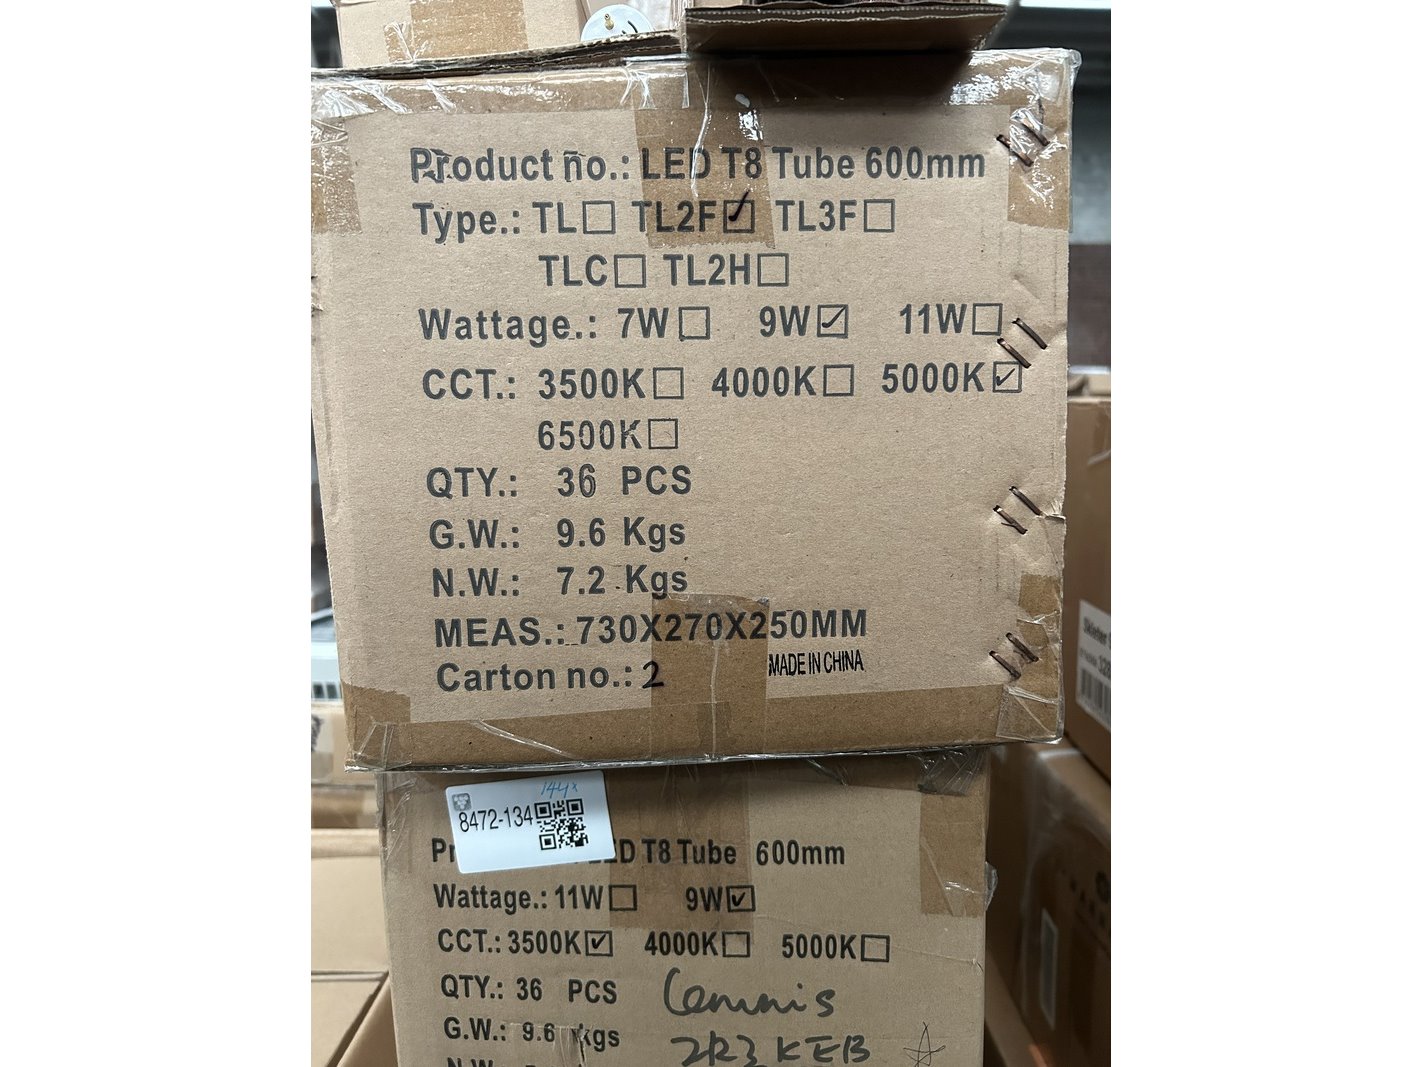 Product no.: LED T8 Tube 600mm
Type.: TL☐ TL2F☑ TL3F☐
TLC☐ TL2H☐
Wattage.: 7W☐ 9W☑ 11W☐
CCT.: 3500K☐ 4000K☐ 5000K☑
6500K☐
QTY.: 36 PCS
G.W.: 9.6 Kgs
N.W.: 7.2 Kgs
MEAS.: 730X270X250MM
Carton no.: 2 MADE IN CHINA
144x
8472-134
LED T8 Tube 600mm
Wattage.: 11W☐ 9W☑
CCT.: 3500K☑ 4000K☐ 5000K☐
QTY.: 36 PCS
G.W.: 9.6 Kgs
N.W.